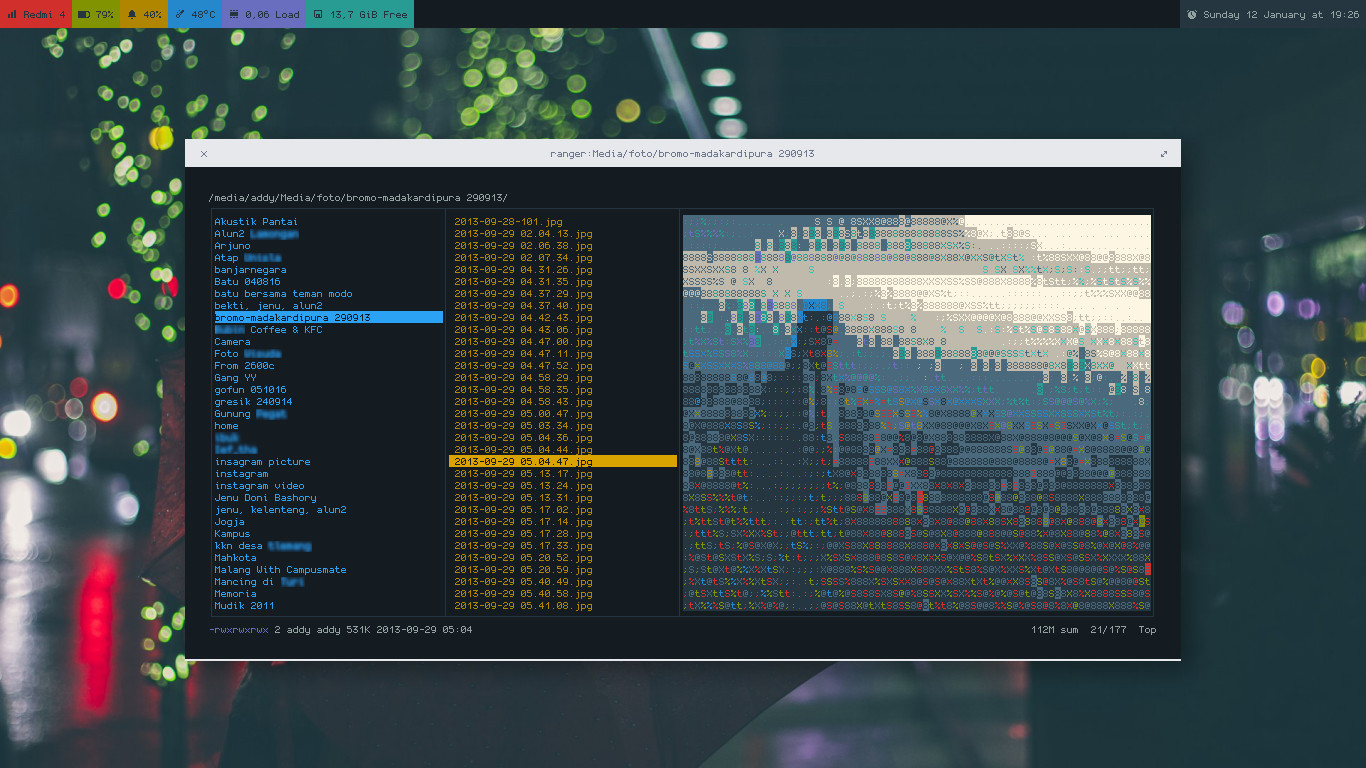 Redmi 4 79% 40% 48°C 0,06 Load 13,7 GiB Free Sunday 12 January at 19:26
ranger:Media/foto/bromo-madakardipura 290913
/media/addy/Media/foto/bromo-madakardipura 290913/
Akustik Pantai
Alun2
Arjuno
Atap
banjarnegara
Batu 040816
batu bersama teman modo
bekti, jenu, alun2
bromo-madakardipura 290913
Coffee & KFC
Camera
Foto
From 2600c
Gang YY
gofun 051016
gresik 240914
Gunung
home
insagram picture
instagram
instagram video
Jenu Doni Bashory
jenu, kelenteng, alun2
Jogja
Kampus
kkn desa
Mahkota
Malang With Campusmate
Mancing di
Memoria
Mudik 2011
2013-09-28-101.jpg
2013-09-29 02.04.13.jpg
2013-09-29 02.06.38.jpg
2013-09-29 02.07.34.jpg
2013-09-29 04.31.26.jpg
2013-09-29 04.31.35.jpg
2013-09-29 04.37.29.jpg
2013-09-29 04.37.40.jpg
2013-09-29 04.42.43.jpg
2013-09-29 04.43.06.jpg
2013-09-29 04.47.00.jpg
2013-09-29 04.47.11.jpg
2013-09-29 04.47.52.jpg
2013-09-29 04.58.29.jpg
2013-09-29 04.58.35.jpg
2013-09-29 04.58.43.jpg
2013-09-29 05.00.47.jpg
2013-09-29 05.03.34.jpg
2013-09-29 05.04.36.jpg
2013-09-29 05.04.44.jpg
2013-09-29 05.04.47.jpg
2013-09-29 05.13.17.jpg
2013-09-29 05.13.24.jpg
2013-09-29 05.13.31.jpg
2013-09-29 05.17.02.jpg
2013-09-29 05.17.14.jpg
2013-09-29 05.17.28.jpg
2013-09-29 05.17.33.jpg
2013-09-29 05.20.52.jpg
2013-09-29 05.20.59.jpg
2013-09-29 05.40.49.jpg
2013-09-29 05.40.58.jpg
2013-09-29 05.41.08.jpg
-rwxrwxrwx 2 addy addy 531K 2013-09-29 05:04 112M sum 21/177 Top